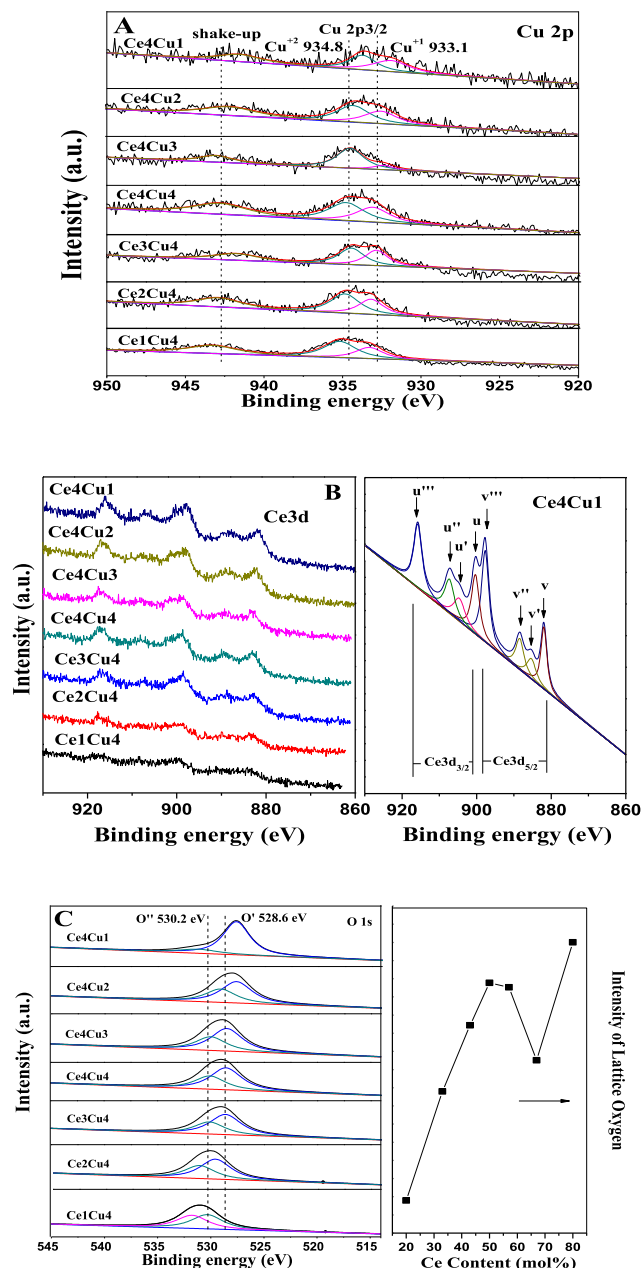 A
shake-up
Cu 2p3/2
Cu 2p
Cu+2 934.8
Cu+1 933.1
Ce4Cu1
Ce4Cu2
Ce4Cu3
Ce4Cu4
Ce3Cu4
Ce2Cu4
Ce1Cu4
Intensity (a.u.)
950 945 940 935 930 925 920
Binding energy (eV)
B
Ce3d
Ce4Cu1
Ce4Cu2
Ce4Cu3
Ce4Cu4
Ce3Cu4
Ce2Cu4
Ce1Cu4
Intensity (a.u.)
920 900 880 860
Binding energy (eV)
Ce4Cu1
u''' u'' u' u v''' v'' v' v
Ce3d3/2 Ce3d5/2
920 900 880 860
Binding energy (eV)
C
O'' 530.2 eV
O' 528.6 eV
O 1s
Ce4Cu1
Ce4Cu2
Ce4Cu3
Ce4Cu4
Ce3Cu4
Ce2Cu4
Ce1Cu4
Intensity (a.u.)
545 540 535 530 525 520 515
Binding energy (eV)
Intensity of Lattice
Oxygen
20 30 40 50 60 70 80
Ce Content (mol%)